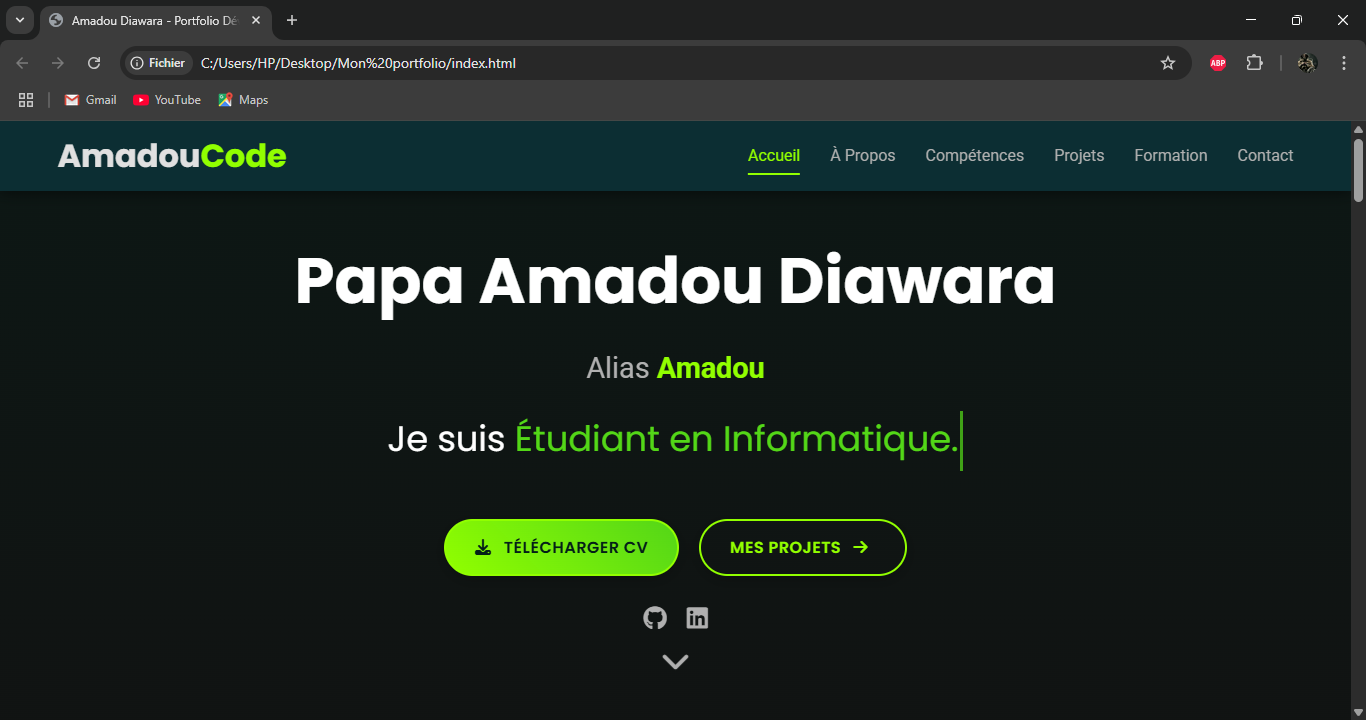 Amadou Diawara - Portfolio Dé
Fichier C:/Users/HP/Desktop/Mon%20portfolio/index.html
ABP
Gmail YouTube Maps
AmadouCode Accueil À Propos Compétences Projets Formation Contact
Papa Amadou Diawara
Alias Amadou
Je suis Étudiant en Informatique.
TÉLÉCHARGER CV MES PROJETS